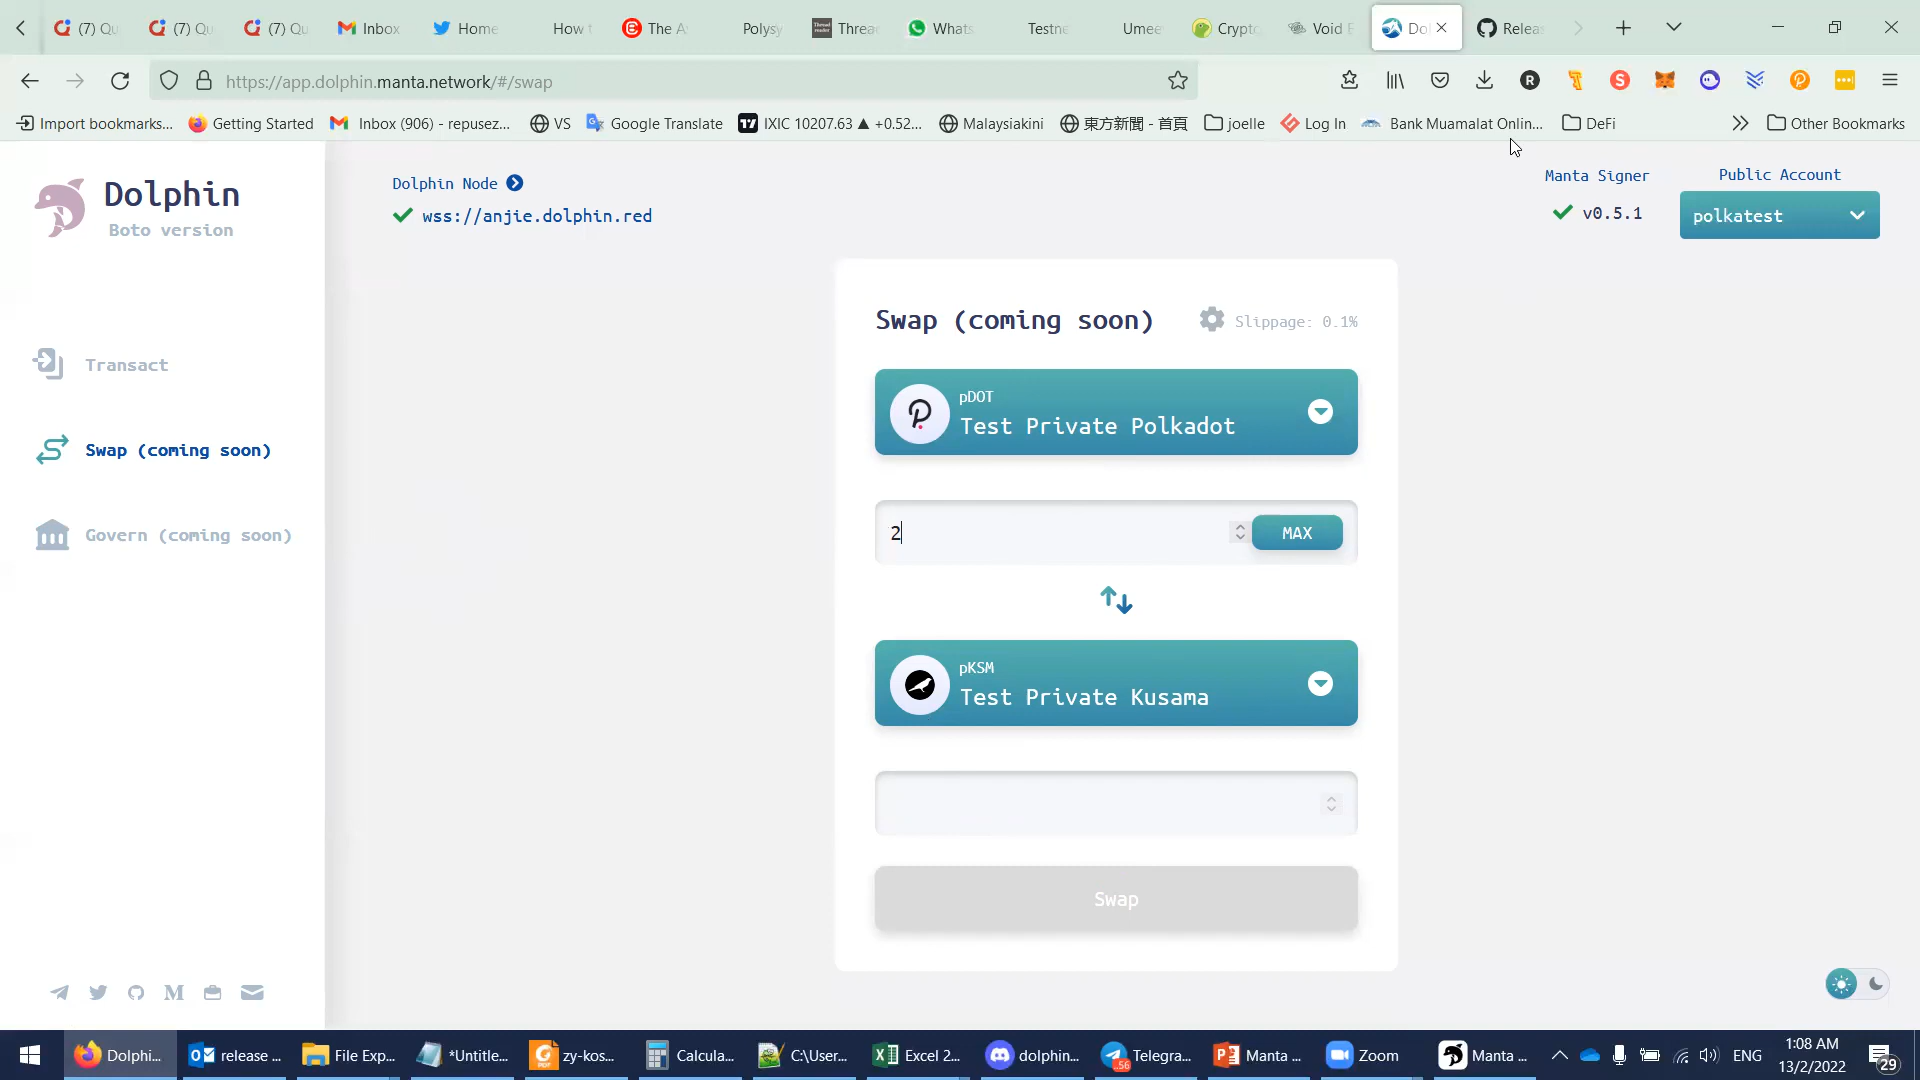 (7) Qu
(7) Qu
(7) Qu
Inbox
Home
How t
The A
Polysy
Threa
Whats
Testne
Umee
Crypto
Void E
Do
Releas
https://app.dolphin.manta.network/#/swap
Import bookmarks...
Getting Started
Inbox (906) - repusez...
VS
Google Translate
IXIC 10207.63 ▲ +0.52...
Malaysiakini
東方新聞 - 首頁
joelle
Log In
Bank Muamalat Onlin...
DeFi
Other Bookmarks
Dolphin
Boto version
Dolphin Node
wss://anjie.dolphin.red
Manta Signer
v0.5.1
Public Account
polkatest
Transact
Swap (coming soon)
Govern (coming soon)
Swap (coming soon)
Slippage: 0.1%
pDOT
Test Private Polkadot
2
MAX
pKSM
Test Private Kusama
Swap
Dolphi...
release ...
File Exp...
*Untitle...
zy-kos...
Calcula...
C:\User...
Excel 2...
dolphin...
.56
Telegra...
Manta ...
Zoom
Manta ...
ENG
1:08 AM
13/2/2022
29